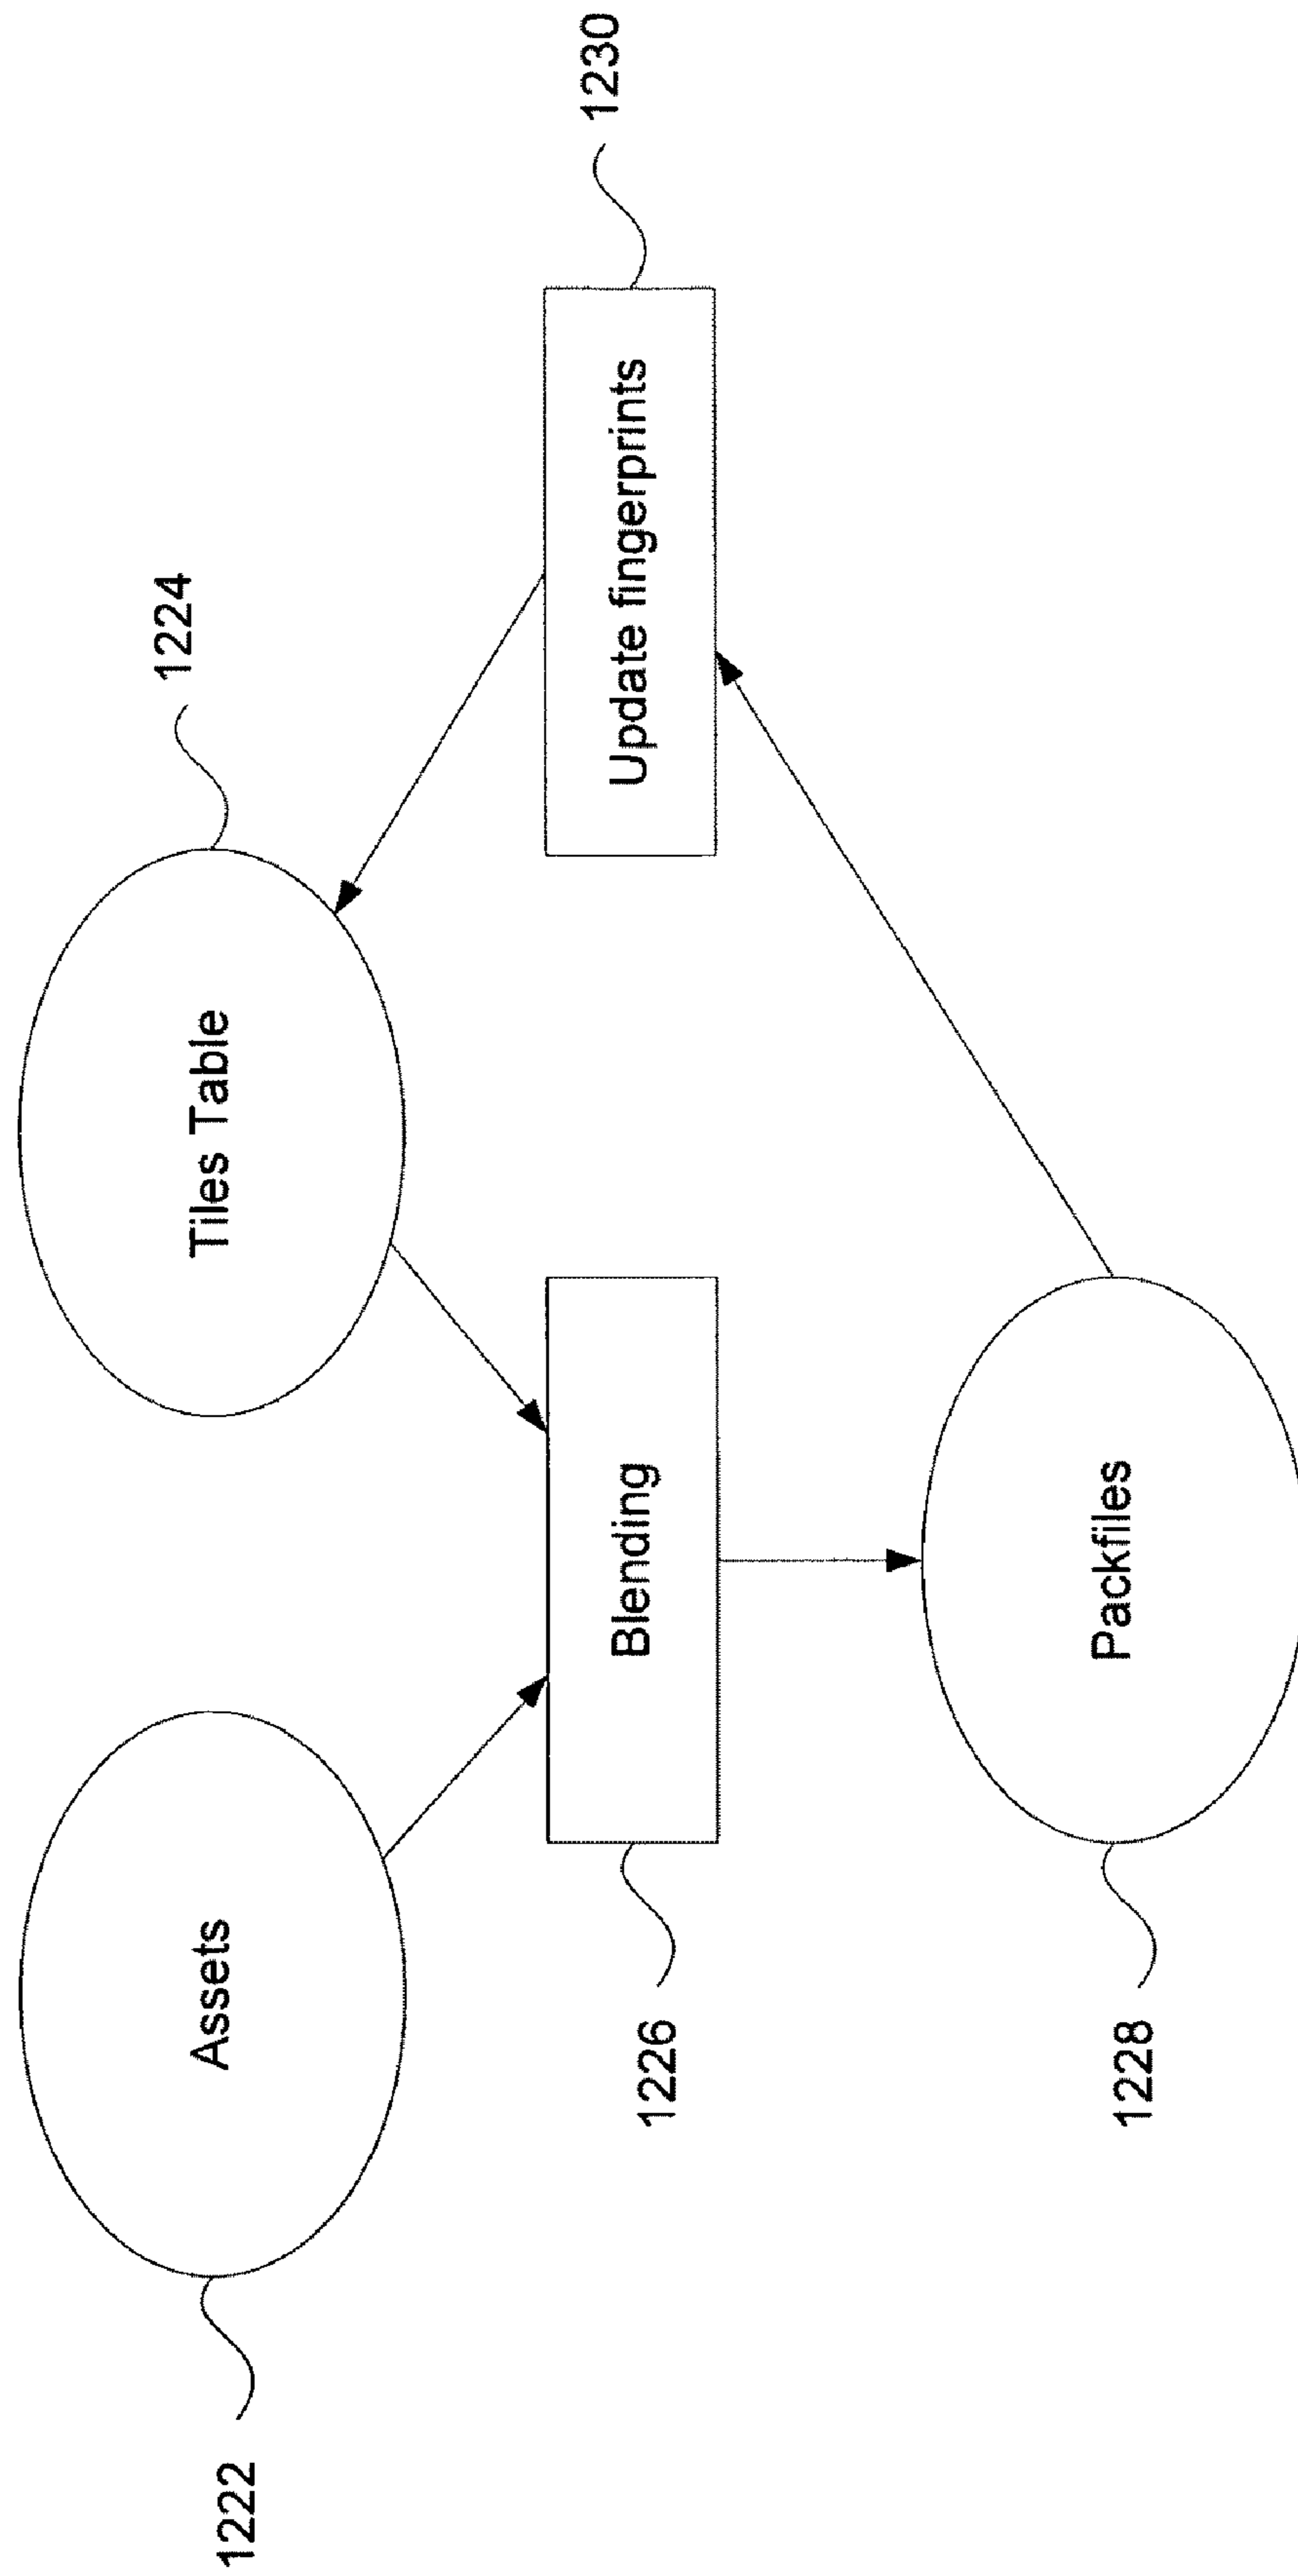 Assets
1222
Tiles Table
1224
Blending
1226
Update fingerprints
1230
Packfiles
1228